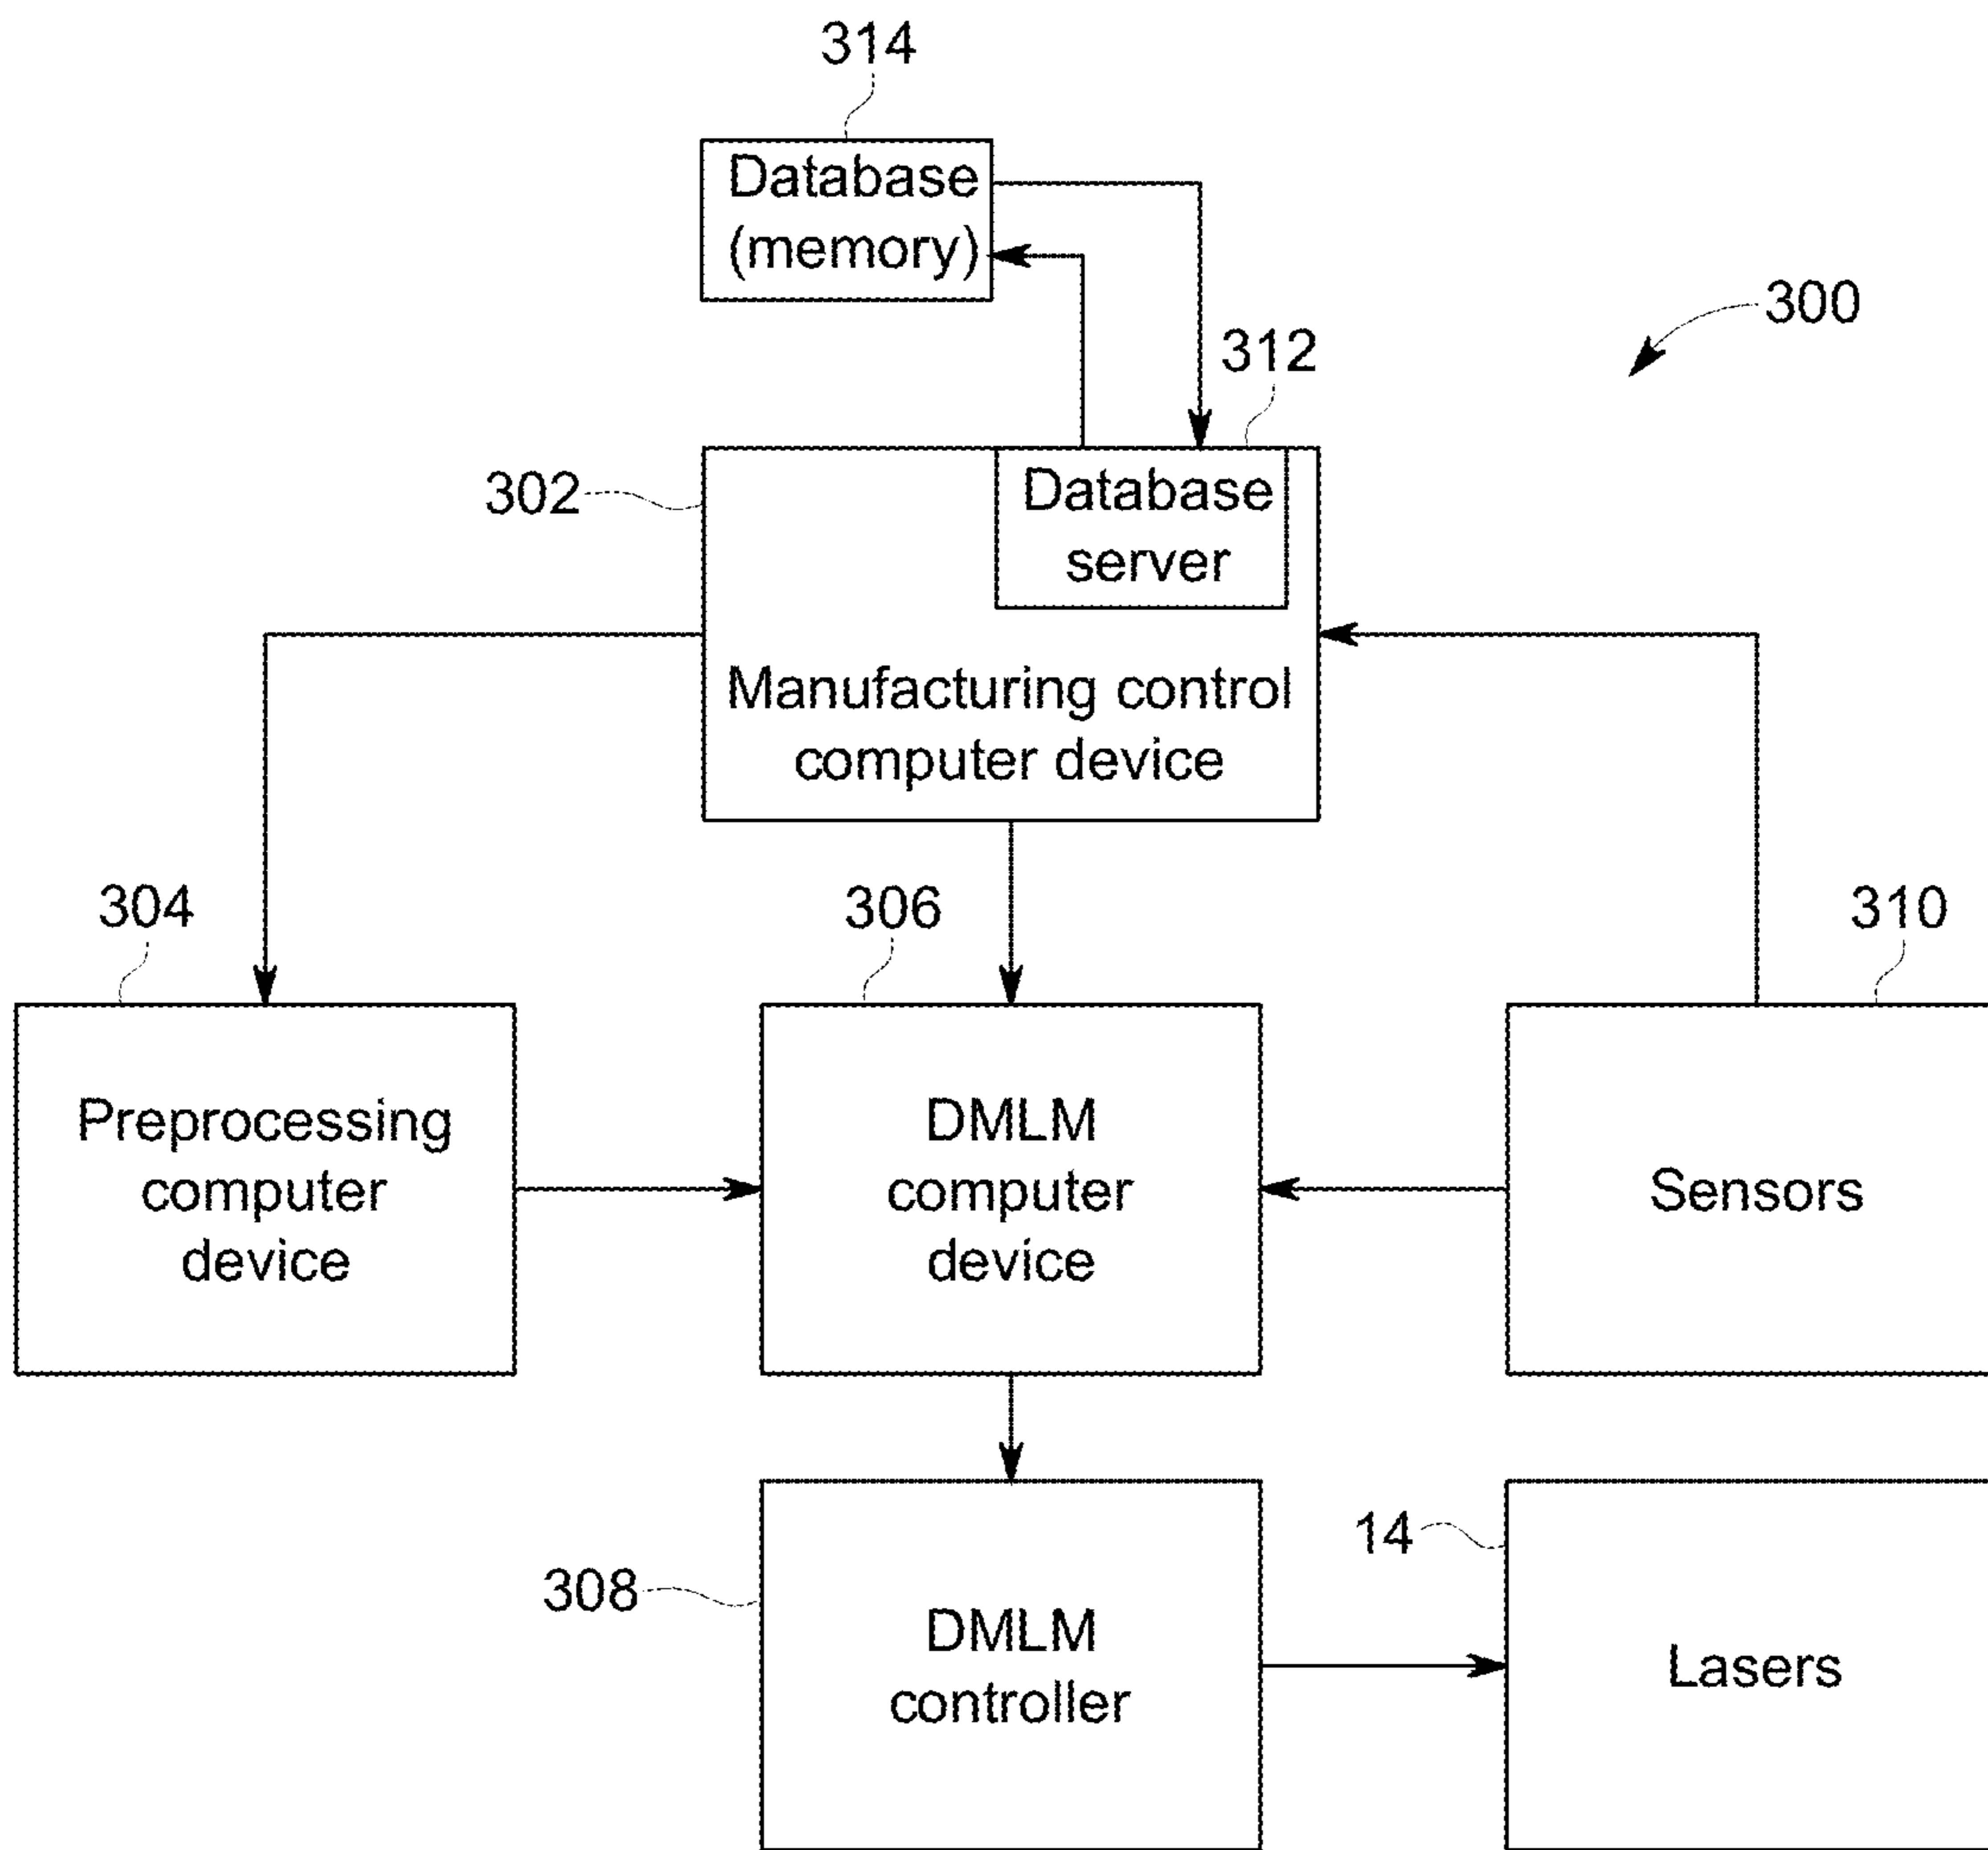 314
Database
(memory)
300
312
302
Database
server
Manufacturing control
computer device
304
306
310
Preprocessing
computer
device
DMLM
computer
device
Sensors
14
308
DMLM
controller
Lasers